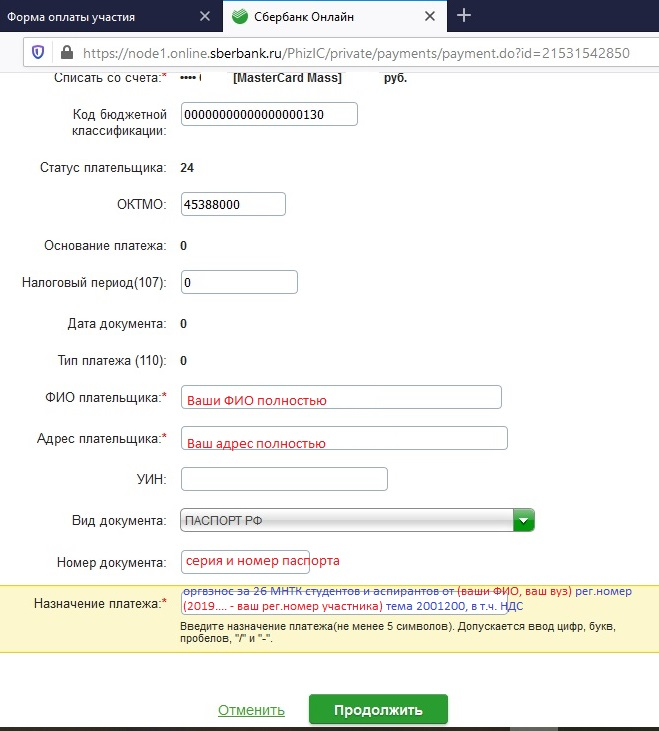 Форма оплаты участия
Сбербанк Онлайн
https://node1.online.sberbank.ru/PhizIC/private/payments/payment.do?id=21531542850
Списать со счета:* •••• [MasterCard Mass] руб.
Код бюджетной
классификации:
00000000000000000130
Статус плательщика: 24
ОКТМО: 45388000
Основание платежа: 0
Налоговый период(107): 0
Дата документа: 0
Тип платежа (110): 0
ФИО плательщика:* Ваши ФИО полностью
Адрес плательщика:* Ваш адрес полностью
УИН:
Вид документа: ПАСПОРТ РФ
Номер документа: серия и номер паспорта
оргвзнос за 26 МНТК студентов и аспирантов от (ваши ФИО, ваш вуз) рег.номер
Назначение платежа:* (2019.... - ваш рег.номер участника) тема 2001200, в т.ч. НДС
Введите назначение платежа(не менее 5 символов). Допускается ввод цифр, букв,
пробелов, "/" и "-".
Отменить Продолжить